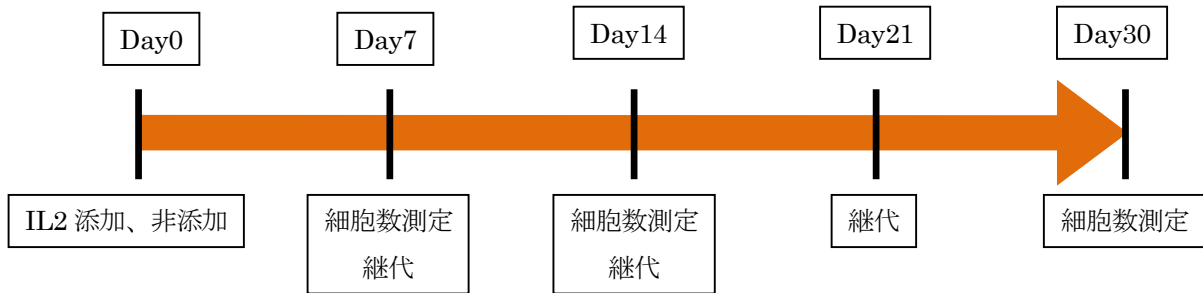 Day0
Day7
Day14
Day21
Day30
IL2 添加、非添加
細胞数測定
継代
細胞数測定
継代
継代
細胞数測定